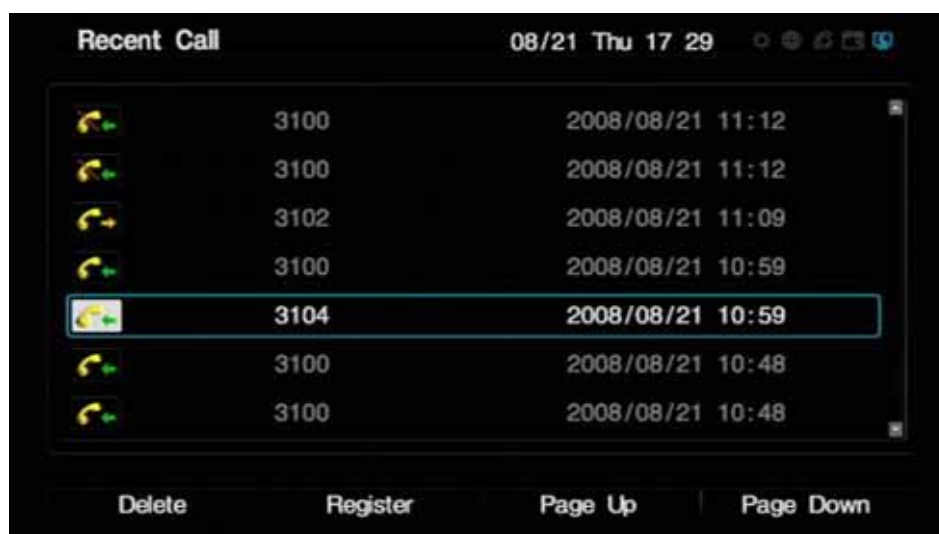 Recent Call 08/21 Thu 17 29
3100 2008/08/21 11:12
3100 2008/08/21 11:12
3102 2008/08/21 11:09
3100 2008/08/21 10:59
3104 2008/08/21 10:59
3100 2008/08/21 10:48
3100 2008/08/21 10:48
Delete Register Page Up Page Down